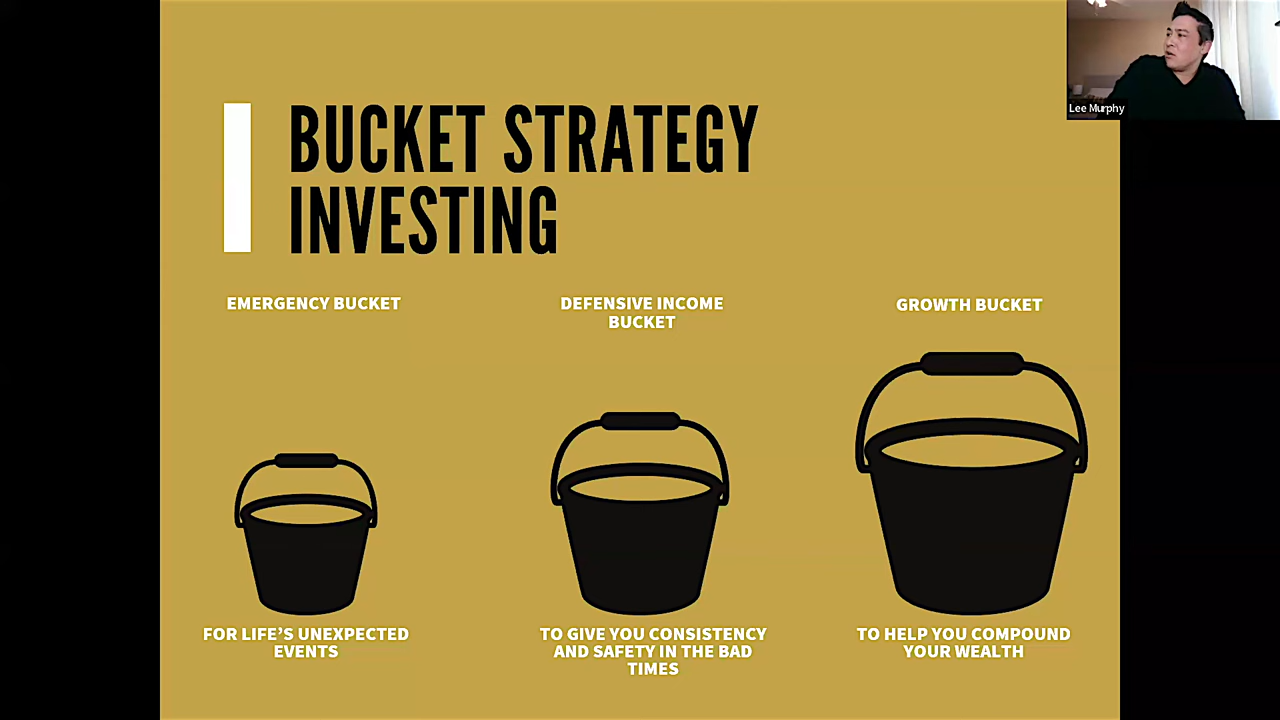 Lee Murphy
BUCKET STRATEGY
INVESTING
EMERGENCY BUCKET
DEFENSIVE INCOME
BUCKET
GROWTH BUCKET
FOR LIFE’S UNEXPECTED
EVENTS
TO GIVE YOU CONSISTENCY
AND SAFETY IN THE BAD
TIMES
TO HELP YOU COMPOUND
YOUR WEALTH